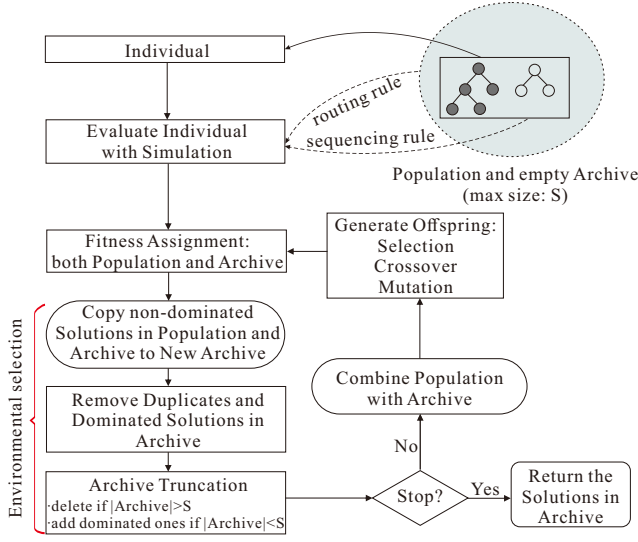 Individual
routing rule
sequencing rule
Evaluate Individual
with Simulation
Population and empty Archive
(max size: S)
Fitness Assignment:
both Population and Archive
Generate Offspring:
Selection
Crossover
Mutation
Environmental selection
Copy non-dominated
Solutions in Population and
Archive to New Archive
Combine Population
with Archive
Remove Duplicates and
Dominated Solutions in
Archive
No
Archive Truncation
·delete if |Archive|>S
·add dominated ones if |Archive|<S
Stop?
Yes
Return the
Solutions in
Archive